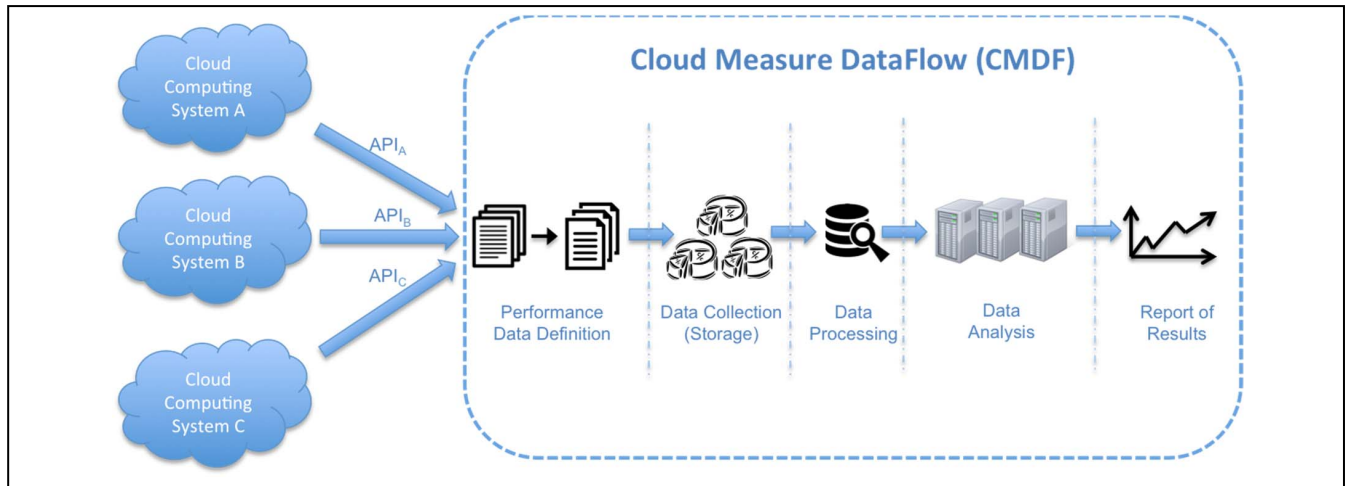 Cloud Measure DataFlow (CMDF)
Cloud
Computing
System A
API_A
Cloud
Computing
System B
API_B
Cloud
Computing
System C
API_C
Performance
Data Definition
Data Collection
(Storage)
Data
Processing
Data
Analysis
Report of
Results